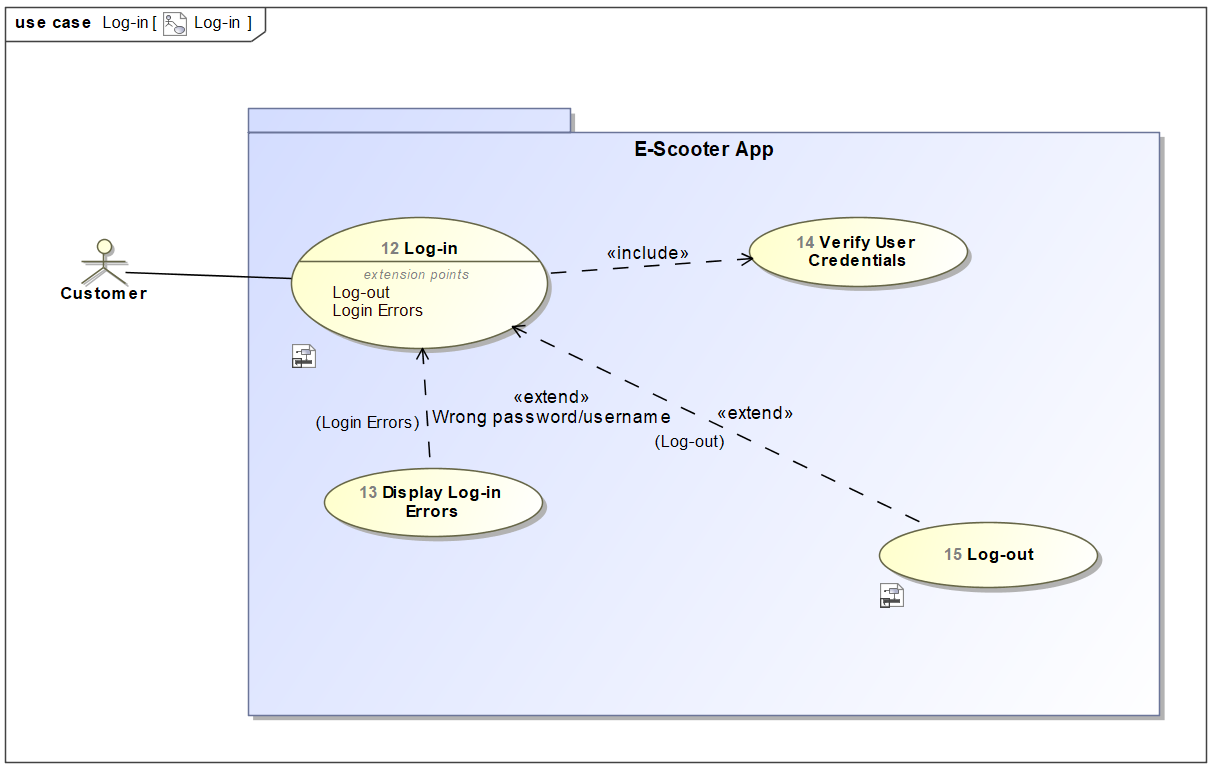 use case Log-in [ Log-in ]
E-Scooter App
12 Log-in
extension points
Log-out
Login Errors
Customer
«include»
14 Verify User
Credentials
«extend»
Wrong password/username
(Login Errors)
«extend»
(Log-out)
13 Display Log-in
Errors
15 Log-out